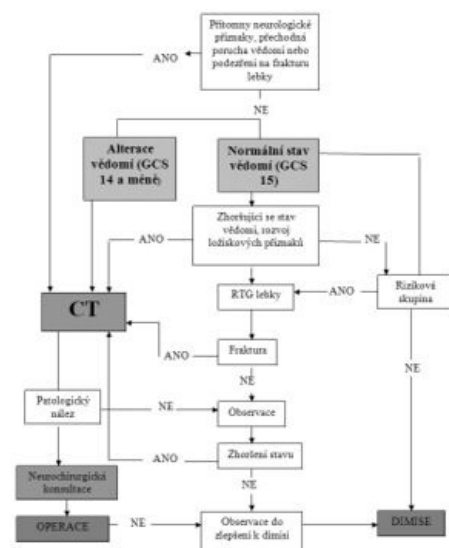 Přítomny neurologické
příznaky, přechodná
porucha vědomí nebo
podezření na frakturu
lebky
ANO
NE
Alterace
vědomí (GCS
14 a méně)
Normální stav
vědomí (GCS
15)
Zhoršující se stav
vědomí, rozvoj
ložiskových příznaků
ANO
NE
RTG lebky
ANO
Riziková
skupina
CT
Fraktura
ANO
NE
NE
Patologický
nález
NE
Observace
ANO
Zhoršení stavu
Neurochirurgická
konsultace
NE
OPERACE
NE
Observace do
zlepšení k dimisi
DIMISE